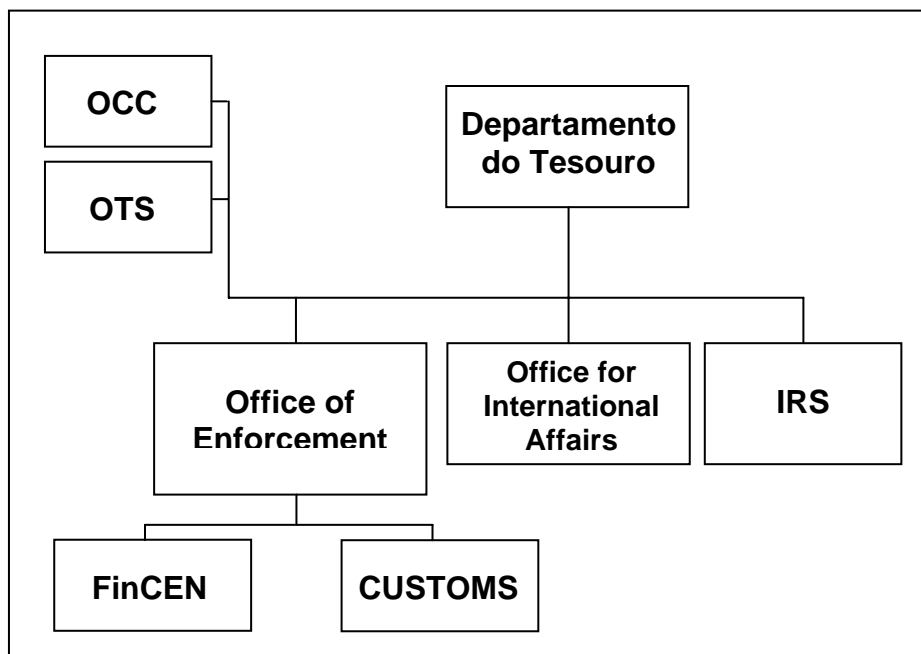 OCC
Departamento
do Tesouro
OTS
Office of
Enforcement
Office for
International
Affairs
IRS
FinCEN
CUSTOMS